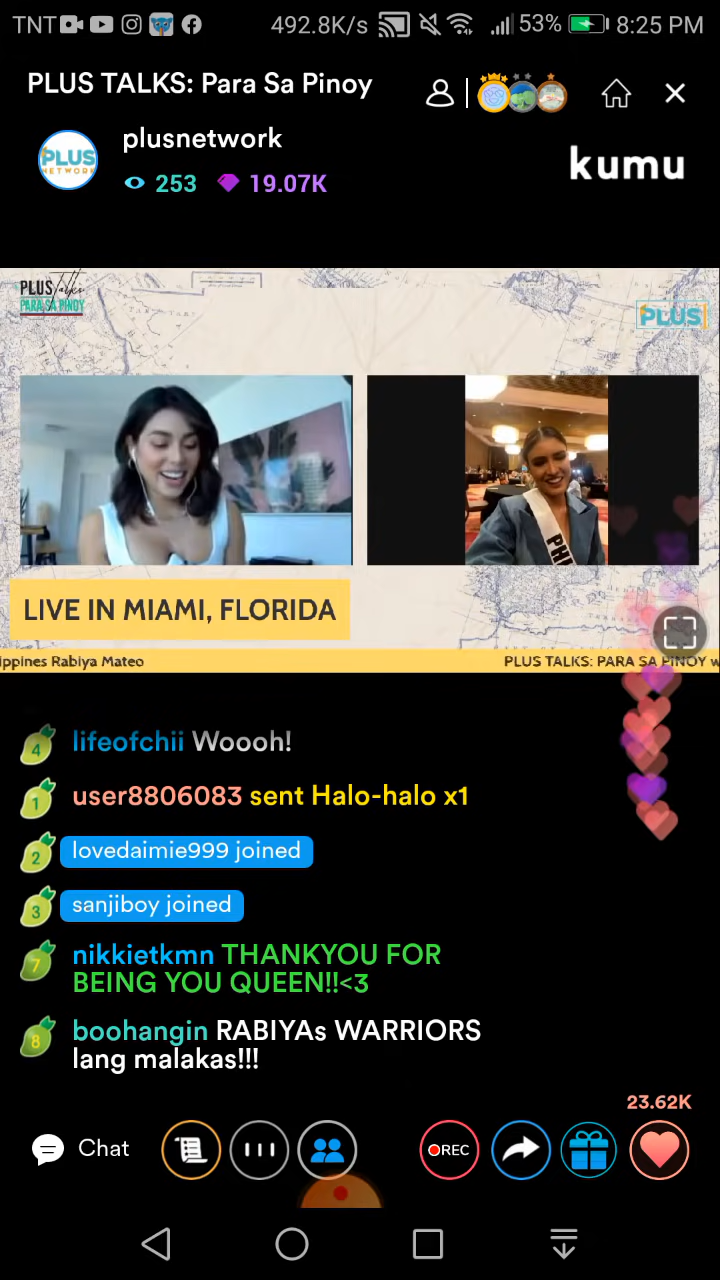 TNT 492.8K/s 53% 8:25 PM
PLUS TALKS: Para Sa Pinoy
plusnetwork
253 19.07K
kumu
PLUS
NETWORK
PLUS Talks
PARA SA PINOY
PLUS
PHI
LIVE IN MIAMI, FLORIDA
ippines Rabiya Mateo PLUS TALKS: PARA SA PINOY w
4 lifeofchii Woooh!
1 user8806083 sent Halo-halo x1
2 lovedaimie999 joined
3 sanjiboy joined
7 nikkietkmn THANKYOU FOR
BEING YOU QUEEN!!<3
8 boohangin RABIYAs WARRIORS
lang malakas!!!
23.62K
Chat REC